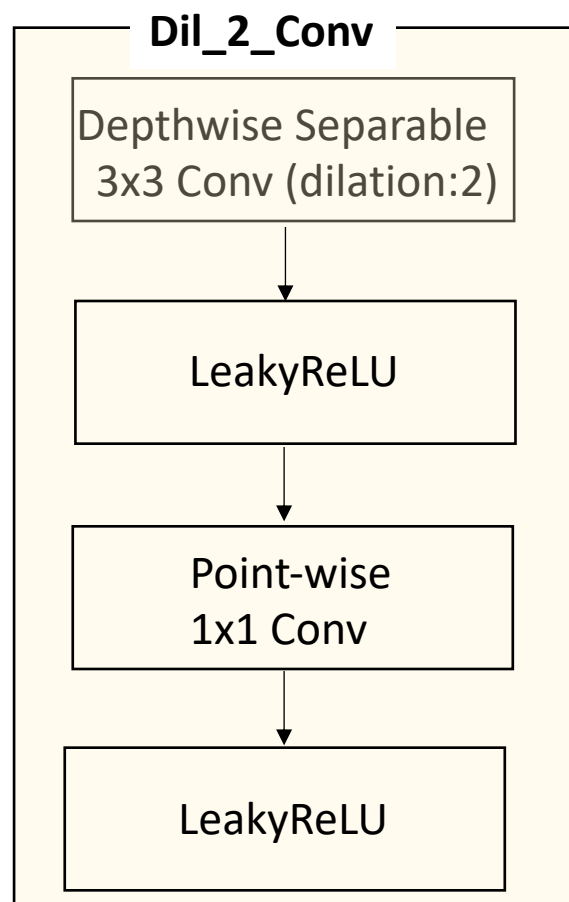 Dil_2_Conv
Depthwise Separable
3x3 Conv (dilation:2)
LeakyReLU
Point-wise
1x1 Conv
LeakyReLU